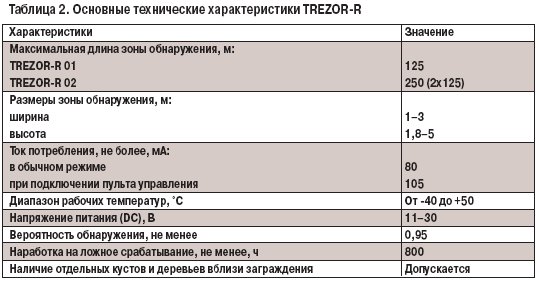 Таблица 2. Основные технические характеристики TREZOR-R
Характеристики Значение
Максимальная длина зоны обнаружения, м:
TREZOR-R 01 125
TREZOR-R 02 250 (2x125)
Размеры зоны обнаружения, м:
ширина 1–3
высота 1,8–5
Ток потребления, не более, мА:
в обычном режиме 80
при подключении пульта управления 105
Диапазон рабочих температур, ˚С От -40 до +50
Напряжение питания (DC), В 11–30
Вероятность обнаружения, не менее 0,95
Наработка на ложное срабатывание, не менее, ч 800
Наличие отдельных кустов и деревьев вблизи заграждения Допускается